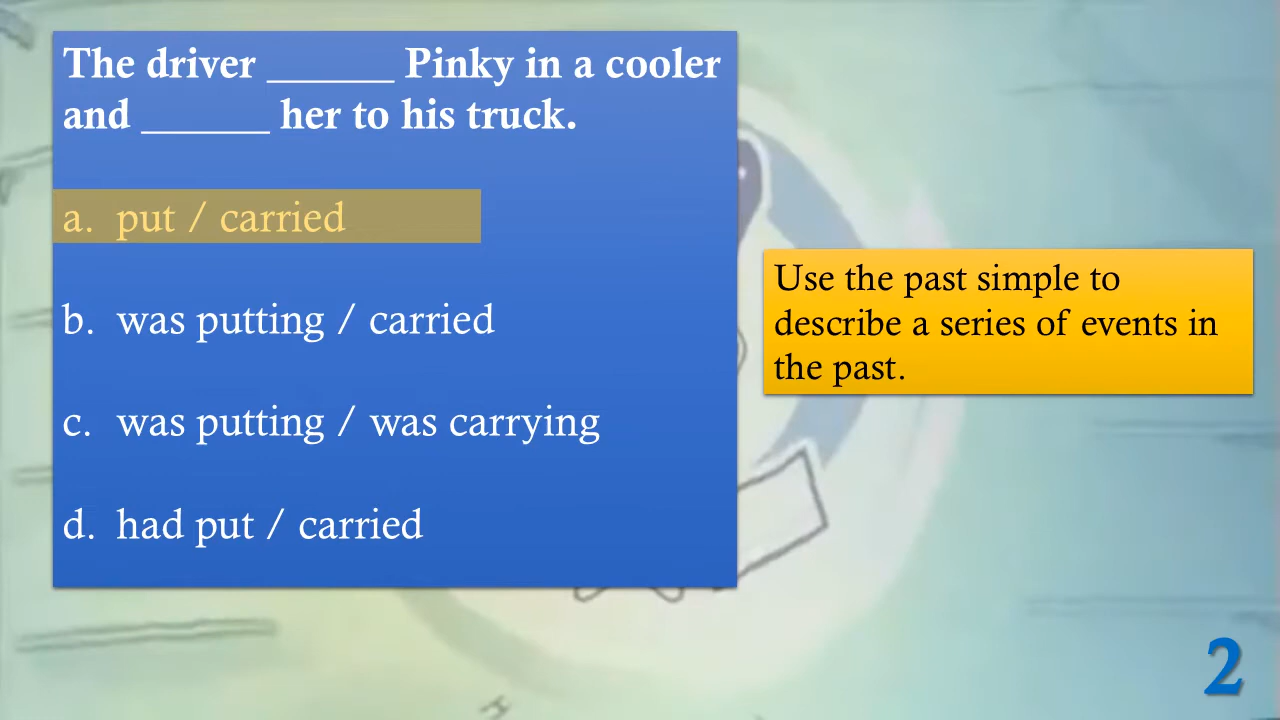 The driver ______ Pinky in a cooler
and ______ her to his truck.
a. put / carried
b. was putting / carried
c. was putting / was carrying
d. had put / carried
Use the past simple to
describe a series of events in
the past.
2